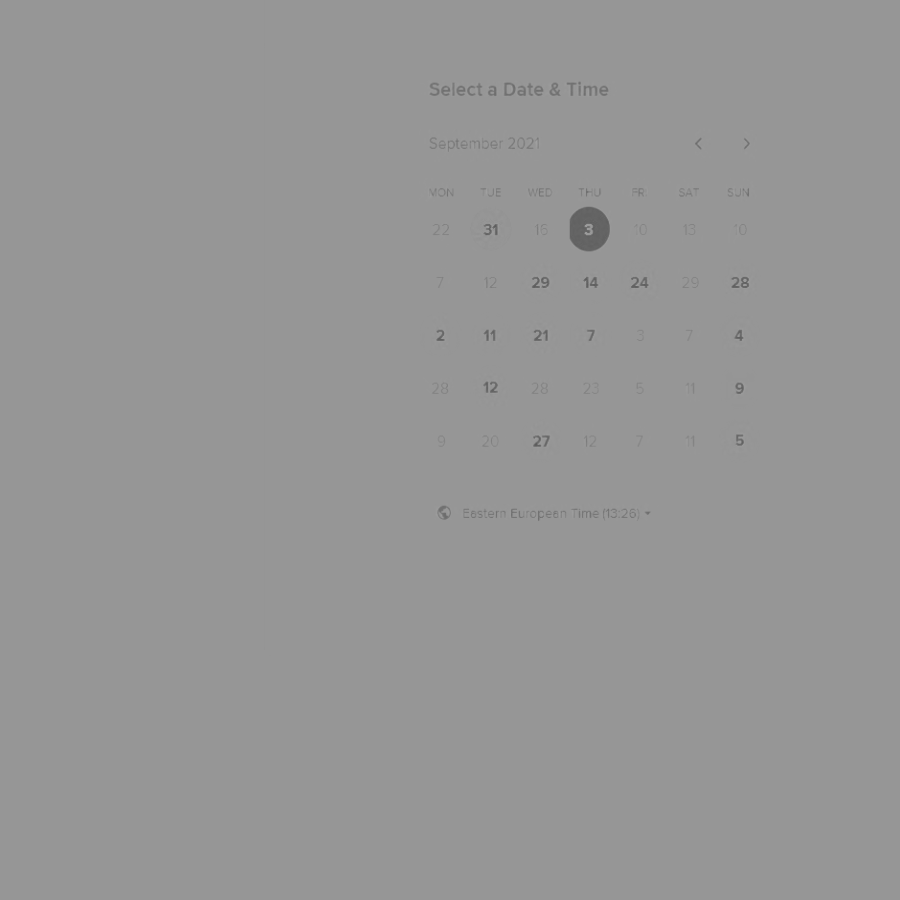 Select a Date & Time
September 2021
MON TUE WED THU FR SAT SUN
22 31 16 3 10 13 10
7 12 29 14 24 29 28
2 11 21 7 3 7 4
28 12 28 23 5 11 9
9 20 27 12 7 11 5
Eastern European Time (13:26)